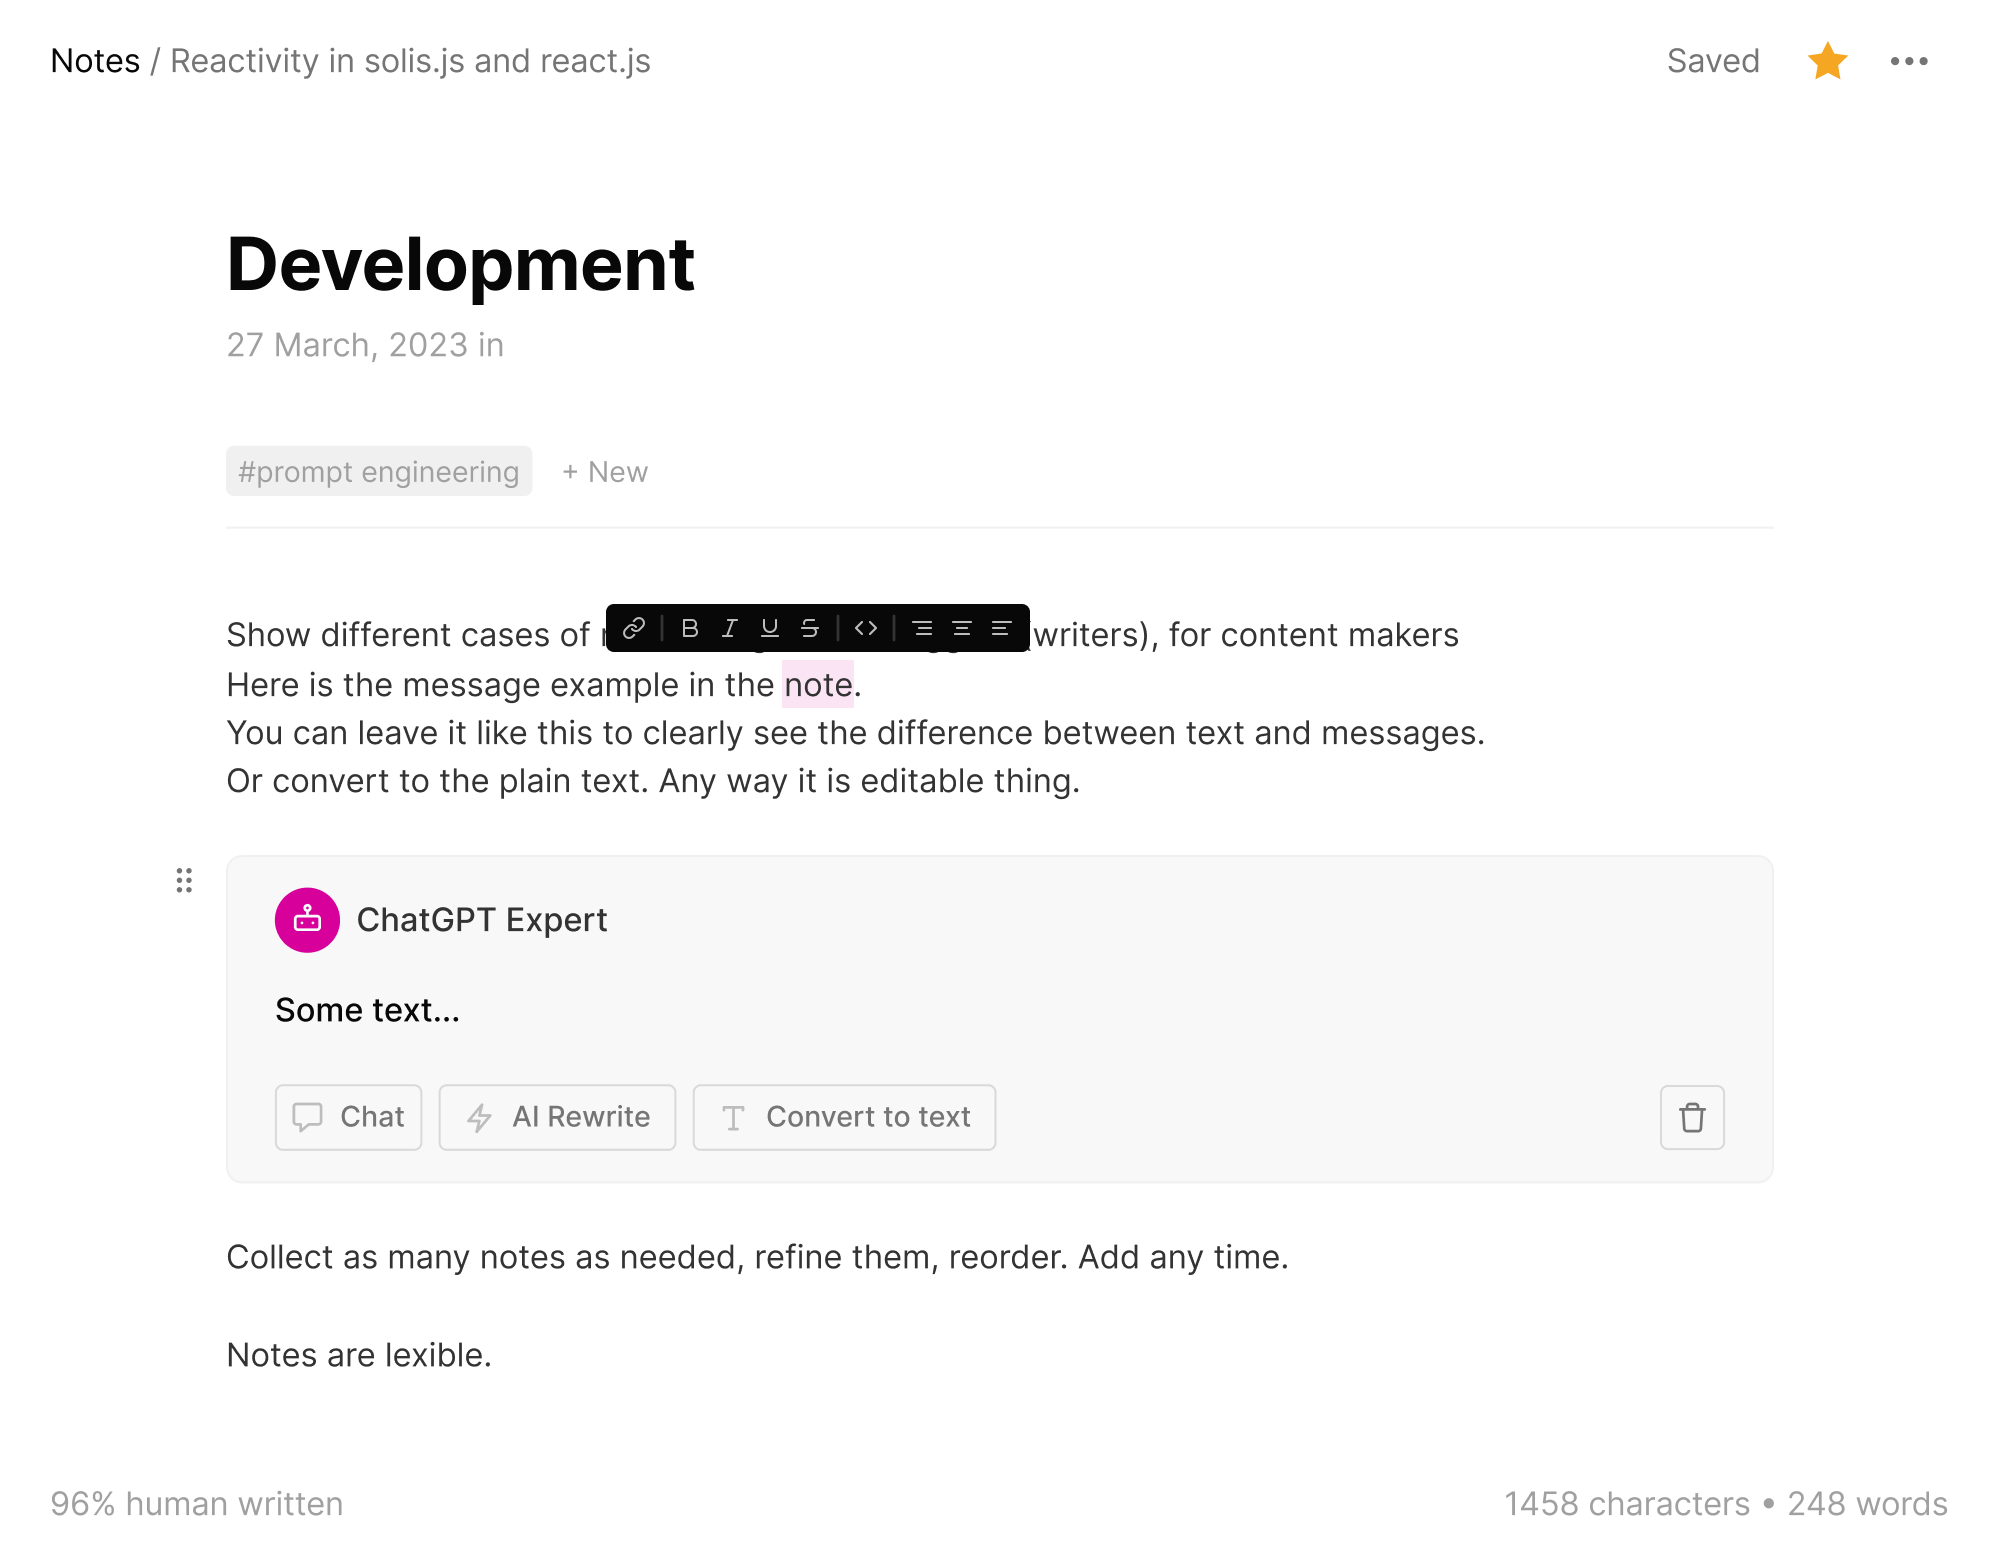 Notes / Reactivity in solis.js and react.js
Saved
Development
27 March, 2023 in
#prompt engineering + New
Show different cases of (writers), for content makers
Here is the message example in the note.
You can leave it like this to clearly see the difference between text and messages.
Or convert to the plain text. Any way it is editable thing.
ChatGPT Expert
Some text...
Chat AI Rewrite Convert to text
Collect as many notes as needed, refine them, reorder. Add any time.
Notes are lexible.
96% human written
1458 characters • 248 words